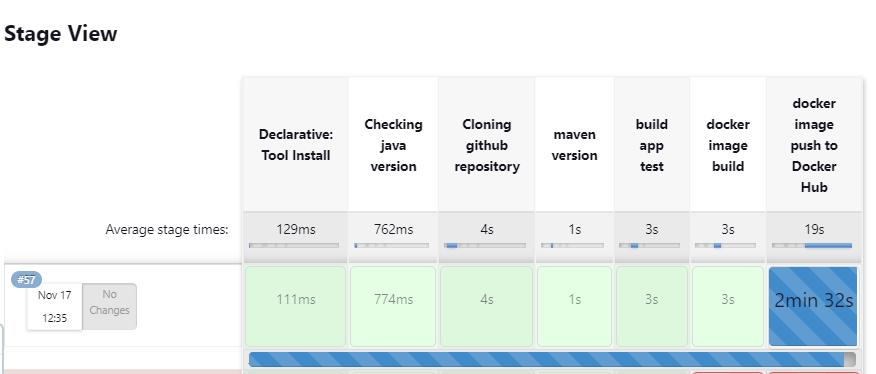 Stage View
Declarative:
Tool Install
Checking
java
version
Cloning
github
repository
maven
version
build
app
test
docker
image
build
docker
image
push to
Docker
Hub
Average stage times:
129ms
762ms
4s
1s
3s
3s
19s
#57
Nov 17
12:35
No
Changes
111ms
774ms
4s
1s
3s
3s
2min 32s